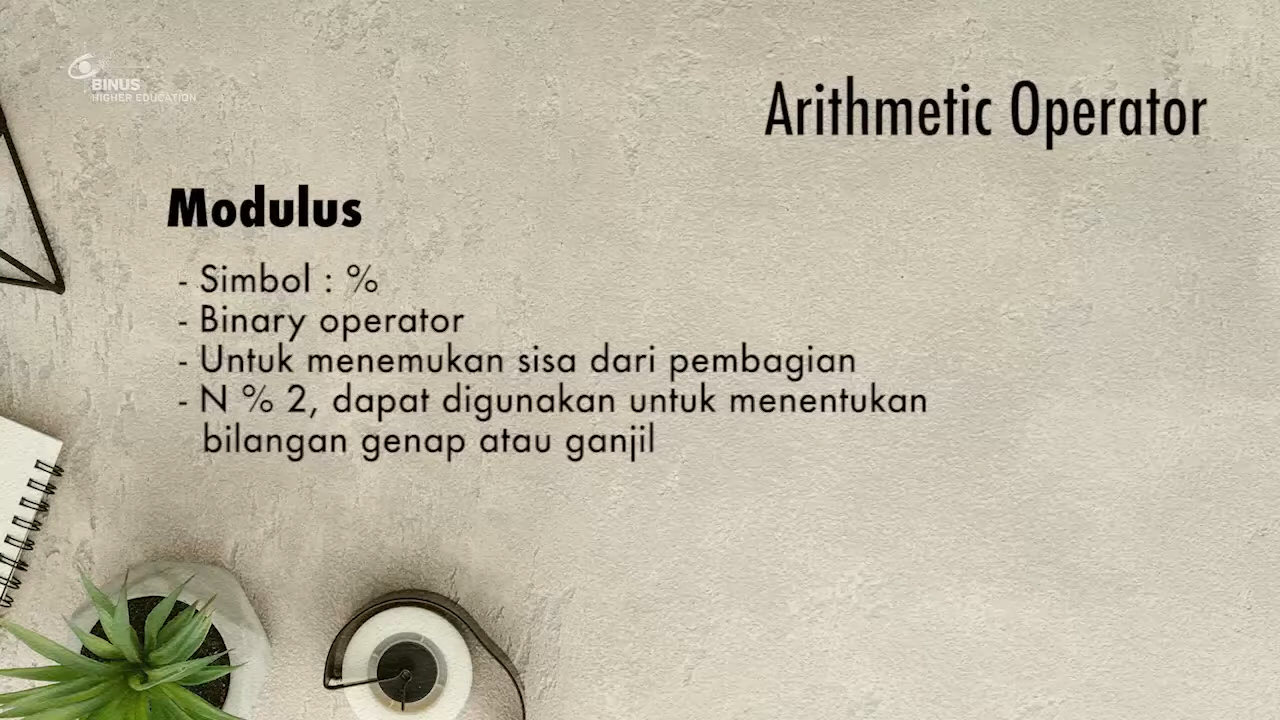 BINUS
HIGHER EDUCATION
Arithmetic Operator
Modulus
- Simbol : %
- Binary operator
- Untuk menemukan sisa dari pembagian
- N % 2, dapat digunakan untuk menentukan
bilangan genap atau ganjil